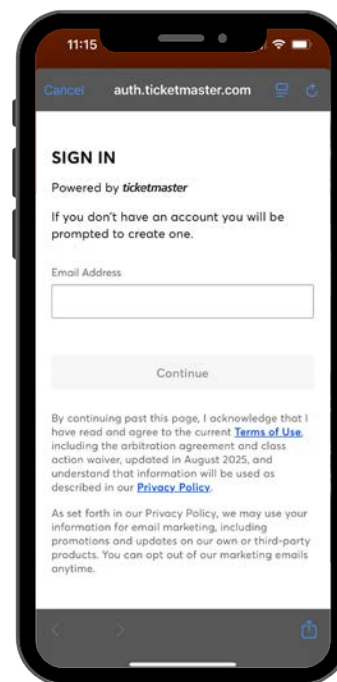 11:15
Cancel auth.ticketmaster.com
SIGN IN
Powered by ticketmaster
If you don't have an account you will be
prompted to create one.
Email Address
Continue
By continuing past this page, I acknowledge that I
have read and agree to the current Terms of Use,
including the arbitration agreement and class
action waiver, updated in August 2025, and
understand that information will be used as
described in our Privacy Policy.
As set forth in our Privacy Policy, we may use your
information for email marketing, including
promotions and updates on our own or third-party
products. You can opt out of our marketing emails
anytime.